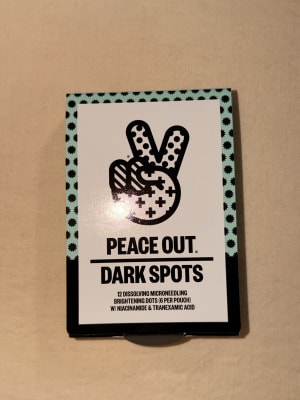 PEACE OUT®
DARK SPOTS
12 DISSOLVING MICRONEEDLING
BRIGHTENING DOTS (6 PER POUCH)
W/ NIACINAMIDE & TRANEXAMIC ACID